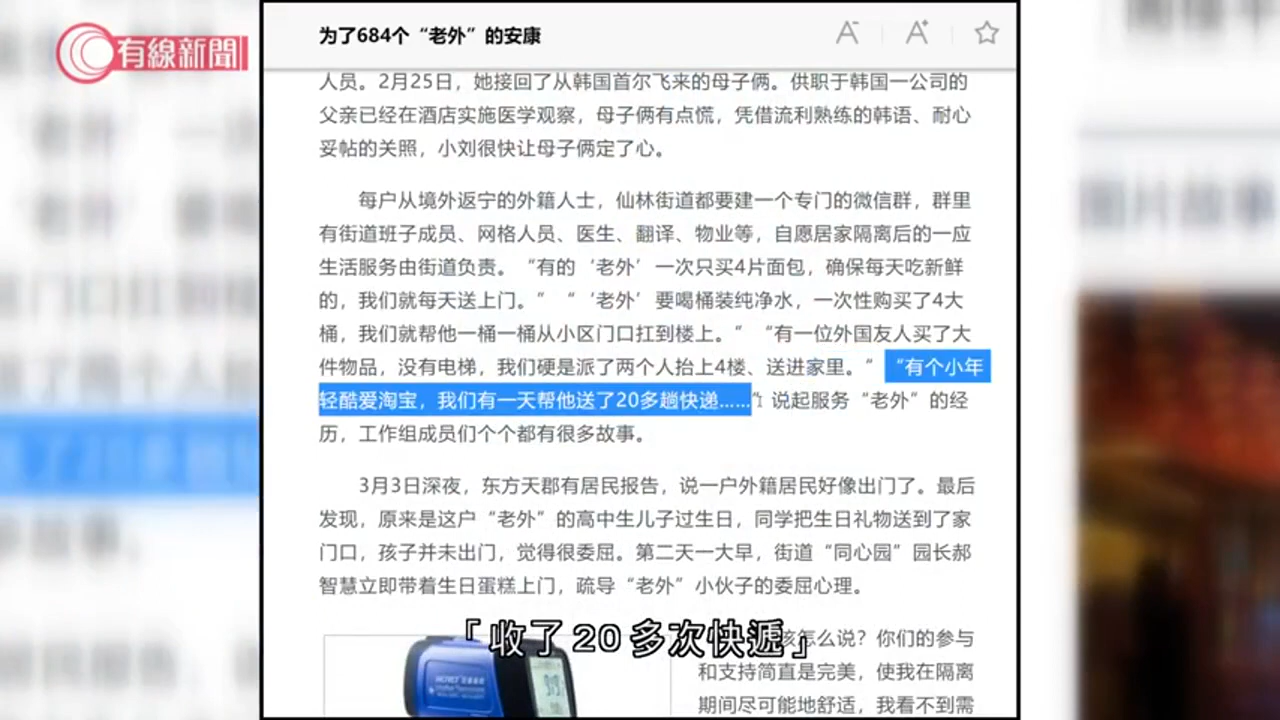 有線新聞
为了684个“老外”的安康
人员。2月25日，她接回了从韩国首尔飞来的母子俩。供职于韩国一公司的
父亲已经在酒店实施医学观察，母子俩有点慌，凭借流利熟练的韩语、耐心
妥帖的关照，小刘很快让母子俩定了心。
每户从境外返宁的外籍人士，仙林街道都要建一个专门的微信群，群里
有街道班子成员、网格人员、医生、翻译、物业等，自愿居家隔离后的一应
生活服务由街道负责。“有的‘老外’一次只买4片面包，确保每天吃新鲜
的，我们就每天送上门。”“‘老外’要喝桶装纯净水，一次性购买了4大
桶，我们就帮他一桶一桶从小区门口扛到楼上。”“有一位外国友人买了大
件物品，没有电梯，我们硬是派了两个人抬上4楼、送进家里。”“有个小年
轻酷爱淘宝，我们有一天帮他送了20多趟快递……”说起服务“老外”的经
历，工作组成员们个个都有很多故事。
3月3日深夜，东方天郡有居民报告，说一户外籍居民好像出门了。最后
发现，原来是这户“老外”的高中生儿子过生日，同学把生日礼物送到了家
门口，孩子并未出门，觉得很委屈。第二天一大早，街道“同心园”园长郝
智慧立即带着生日蛋糕上门，疏导“老外”小伙子的委屈心理。
「收了20多次快递」
怎么说？你们的参与
和支持简直是完美，使我在隔离
期间尽可能地舒适，我看不到需